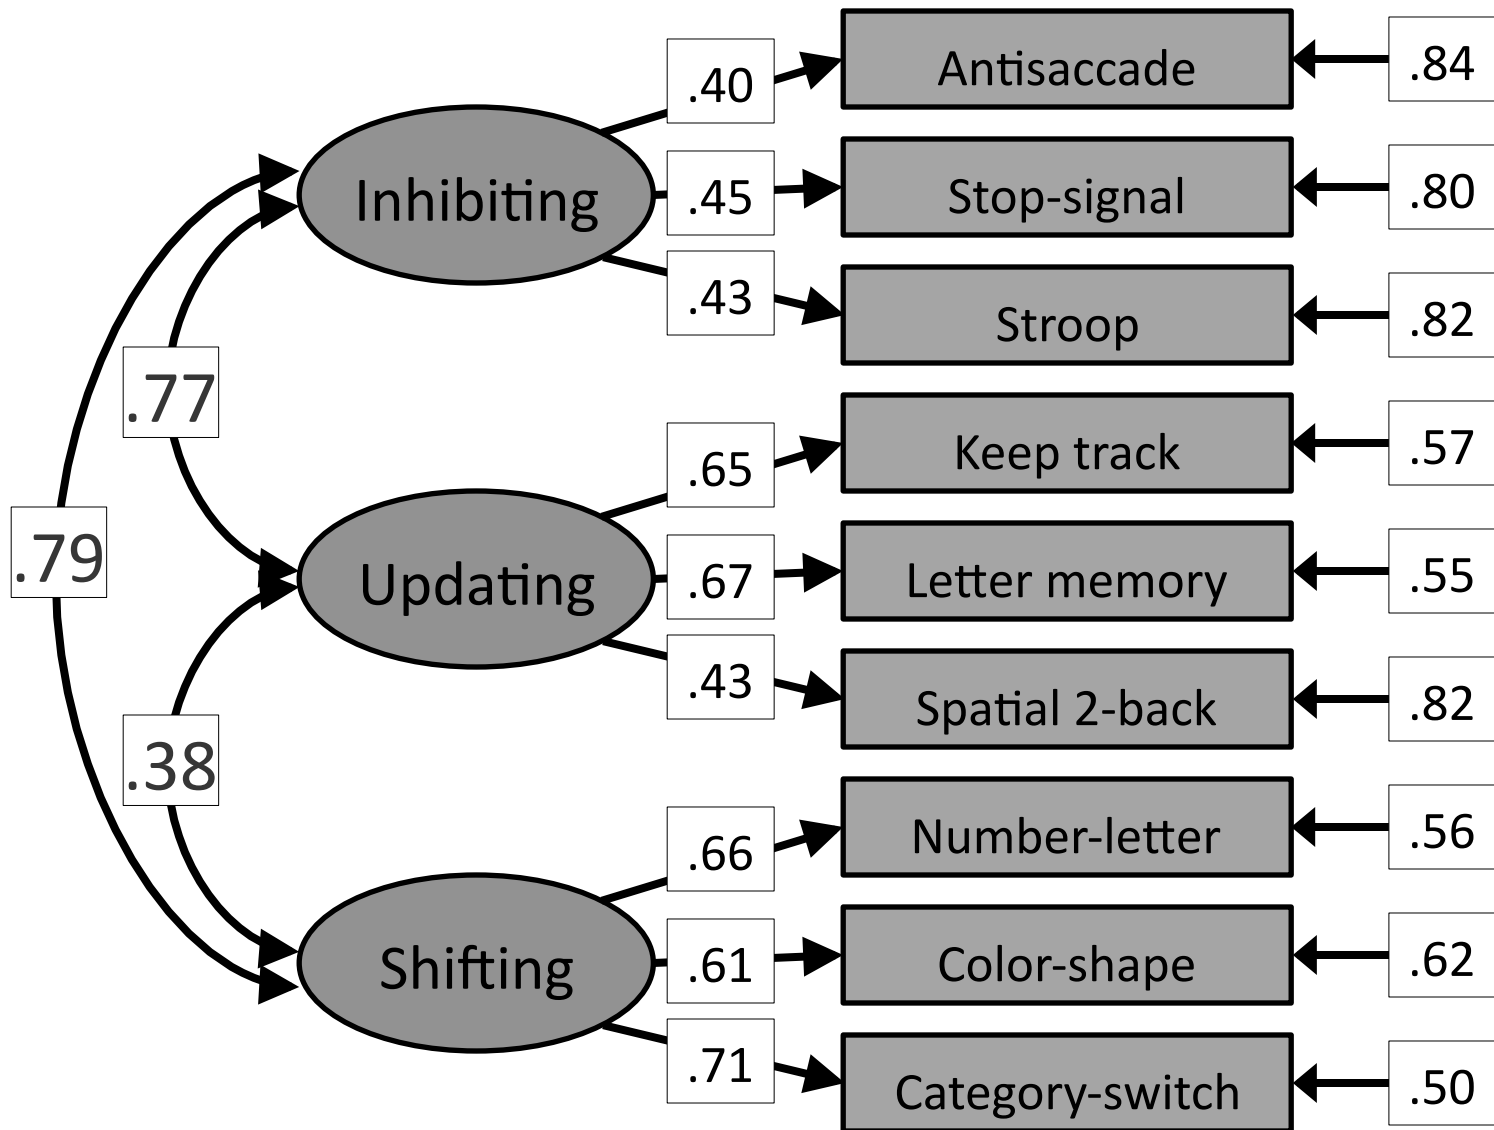 .40
Antisaccade
.84
Inhibiting
.45
Stop-signal
.80
.43
Stroop
.82
.77
.65
Keep track
.57
.79
Updating
.67
Letter memory
.55
.43
Spatial 2-back
.82
.38
.66
Number-letter
.56
Shifting
.61
Color-shape
.62
.71
Category-switch
.50